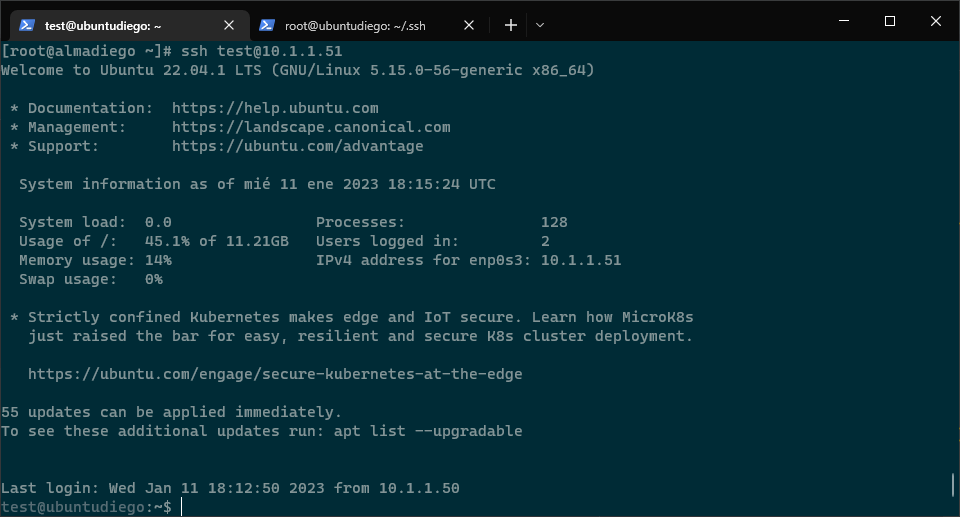 test@ubuntudiego: ~
root@ubuntudiego: ~/.ssh
[root@almadiego ~]# ssh test@10.1.1.51
Welcome to Ubuntu 22.04.1 LTS (GNU/Linux 5.15.0-56-generic x86_64)
* Documentation:  https://help.ubuntu.com
* Management:     https://landscape.canonical.com
* Support:        https://ubuntu.com/advantage
System information as of mié 11 ene 2023 18:15:24 UTC
System load:  0.0                Processes:               128
Usage of /:   45.1% of 11.21GB   Users logged in:         2
Memory usage: 14%                IPv4 address for enp0s3: 10.1.1.51
Swap usage:   0%
* Strictly confined Kubernetes makes edge and IoT secure. Learn how MicroK8s
just raised the bar for easy, resilient and secure K8s cluster deployment.
https://ubuntu.com/engage/secure-kubernetes-at-the-edge
55 updates can be applied immediately.
To see these additional updates run: apt list --upgradable
Last login: Wed Jan 11 18:12:50 2023 from 10.1.1.50
test@ubuntudiego:~$